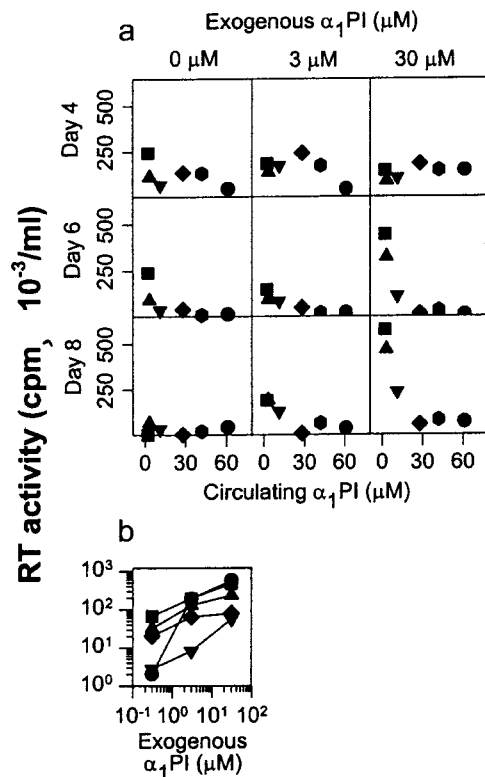 a
Exogenous α₁PI (μM)
0 μM 3 μM 30 μM
Day 4
500
250
Day 6
500
250
Day 8
500
250
RT activity (cpm, 10⁻³/ml)
0 30 60 0 30 60 0 30 60
Circulating α₁PI (μM)
b
10³
10²
10¹
10⁰
10⁻¹ 10⁰ 10¹ 10²
Exogenous
α₁PI (μM)